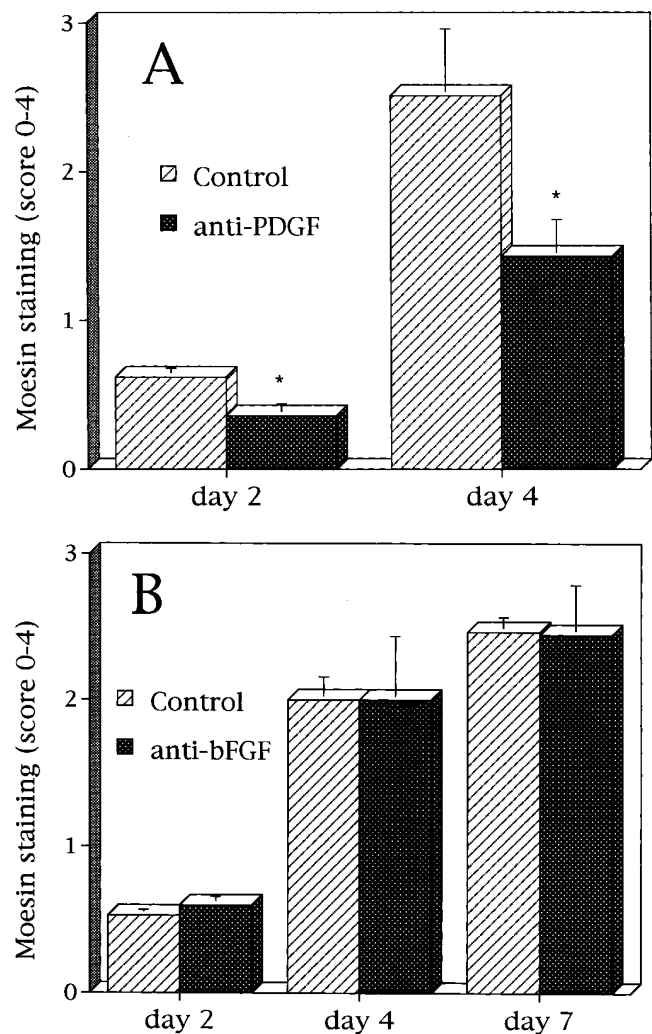 3
A
Moesin staining (score 0-4)
Control
2
anti-PDGF
*
1
*
0
day 2 day 4
3
B
Moesin staining (score 0-4)
Control
2
anti-bFGF
1
0
day 2 day 4 day 7